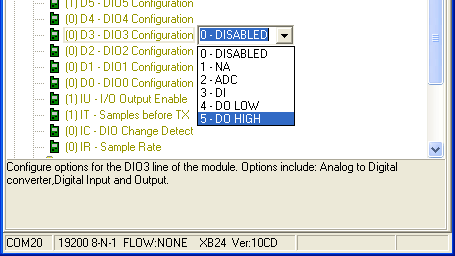 (1) D5 - DIO5 Configuration
(0) D4 - DIO4 Configuration
(0) D3 - DIO3 Configuration 0 - DISABLED
(0) D2 - DIO2 Configuration
(0) D1 - DIO1 Configuration
(0) D0 - DIO0 Configuration
(1) IU - I/O Output Enable
(1) IT - Samples before TX
(0) IC - DIO Change Detect
(0) IR - Sample Rate
0 - DISABLED
1 - NA
2 - ADC
3 - DI
4 - DO LOW
5 - DO HIGH
Configure options for the DIO3 line of the module. Options include: Analog to Digital
converter,Digital Input and Output.
COM20 19200 8-N-1 FLOW:NONE XB24 Ver:10CD